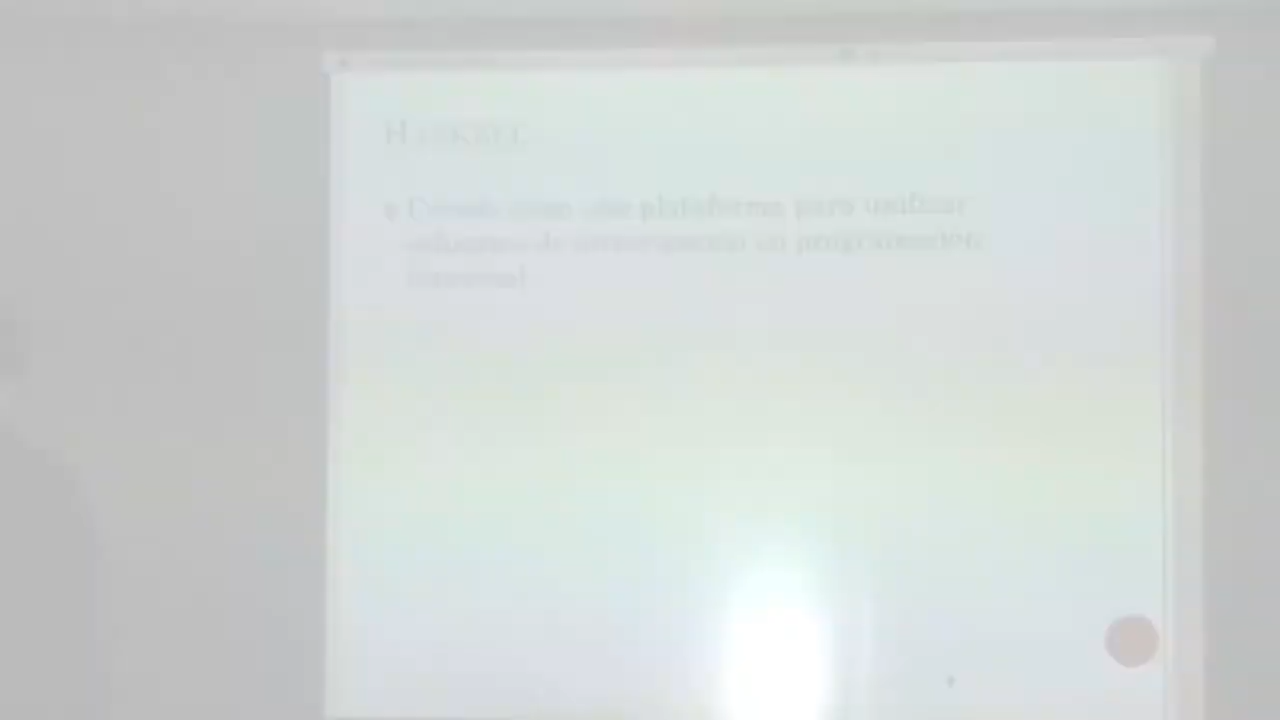 HASKELL
Creado como una plataforma para unificar
esfuerzos de investigación en programación
funcional